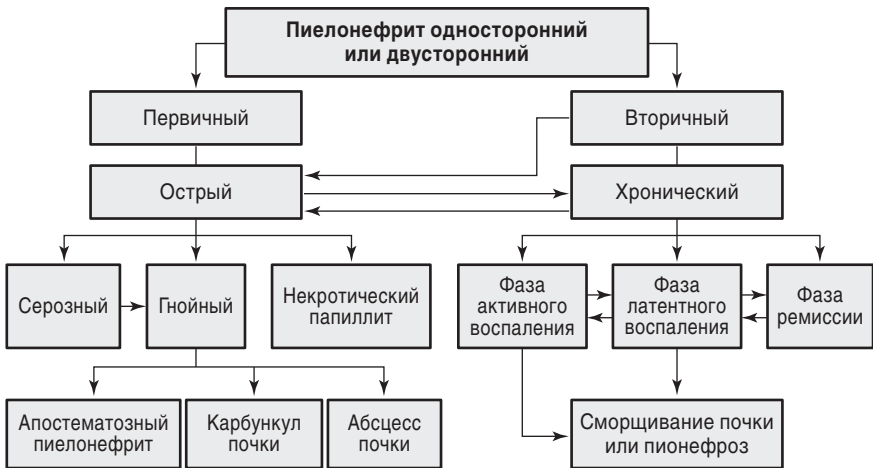 Пиелонефрит односторонний
или двусторонний
Первичный
Вторичный
Острый
Хронический
Серозный
Гнойный
Некротический
папиллит
Фаза
активного
воспаления
Фаза
латентного
воспаления
Фаза
ремиссии
Апостематозный
пиелонефрит
Карбункул
почки
Абсцесс
почки
Сморщивание почки
или пионефроз